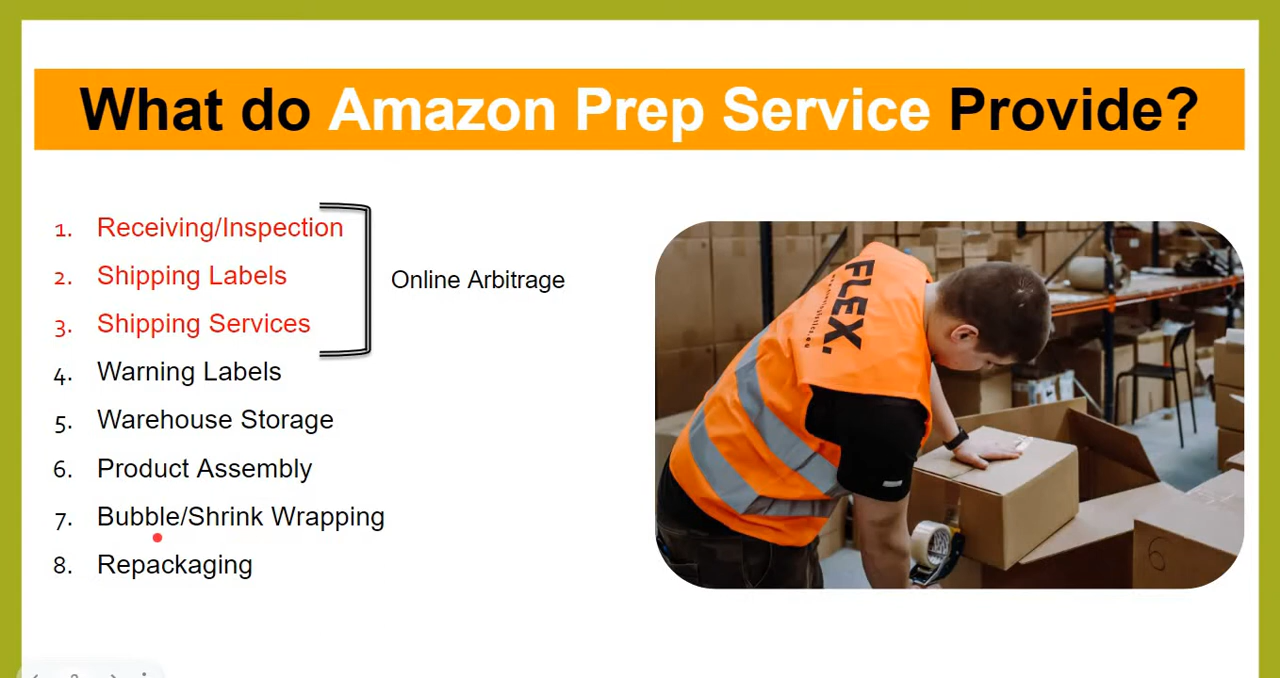 What do Amazon Prep Service Provide?
1. Receiving/Inspection
2. Shipping Labels
3. Shipping Services
Online Arbitrage
4. Warning Labels
5. Warehouse Storage
6. Product Assembly
7. Bubble/Shrink Wrapping
8. Repackaging
FLEX.
6